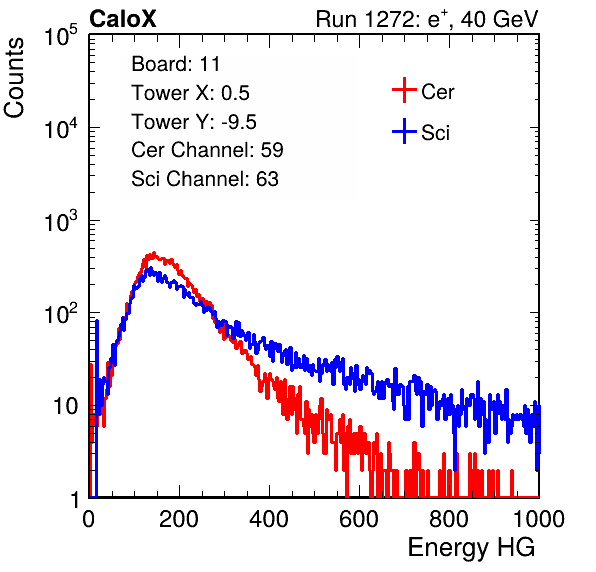 CaloX
Run 1272: e+, 40 GeV
Counts
Board: 11
Tower X: 0.5
Tower Y: -9.5
Cer Channel: 59
Sci Channel: 63
Cer
Sci
10^5
10^4
10^3
10^2
10
1
0 200 400 600 800 1000
Energy HG